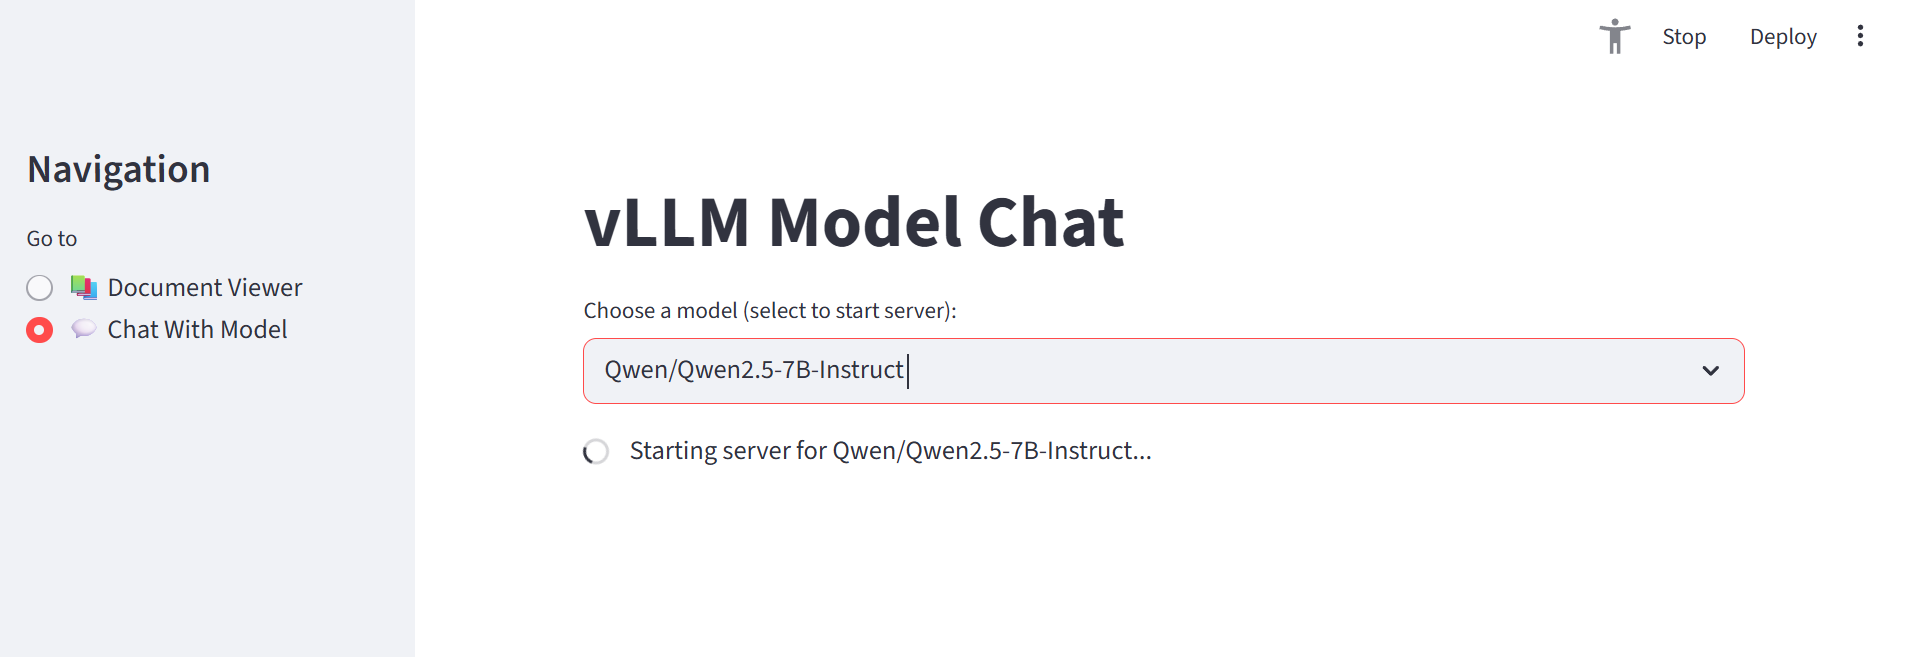 Stop Deploy
Navigation
Go to
Document Viewer
Chat With Model
vLLM Model Chat
Choose a model (select to start server):
Qwen/Qwen2.5-7B-Instruct
Starting server for Qwen/Qwen2.5-7B-Instruct...